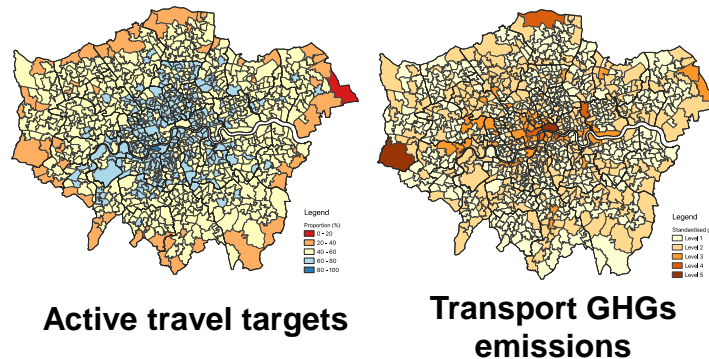 Legend
Proportion (%)
0 - 20
20 - 40
40 - 60
60 - 80
80 - 100
Legend
Standardised g
Level 1
Level 2
Level 3
Level 4
Level 5
Active travel targets
Transport GHGs
emissions